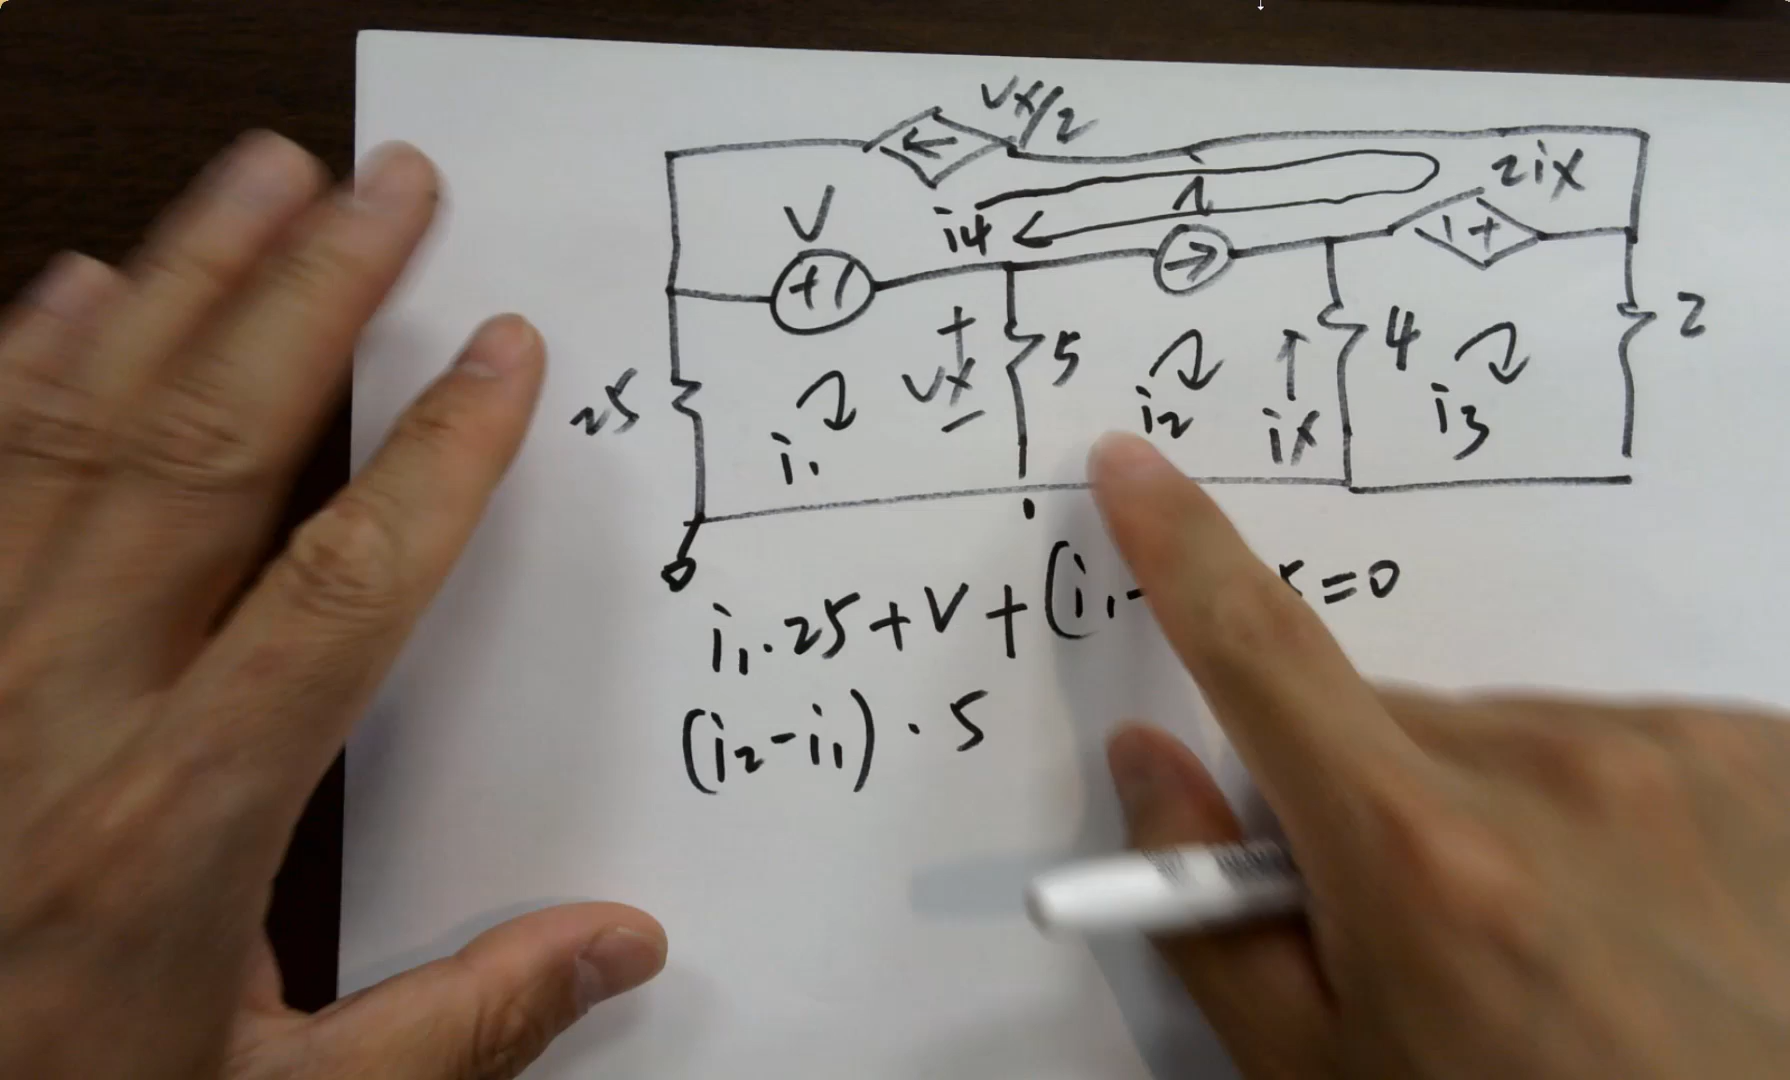 vx/2
2ix
V
i4
1
+
+
2
25
+
vx
5
4
i1
i2
ix
i3
i1·25+V+(i1- =0
(i2-i1)·5